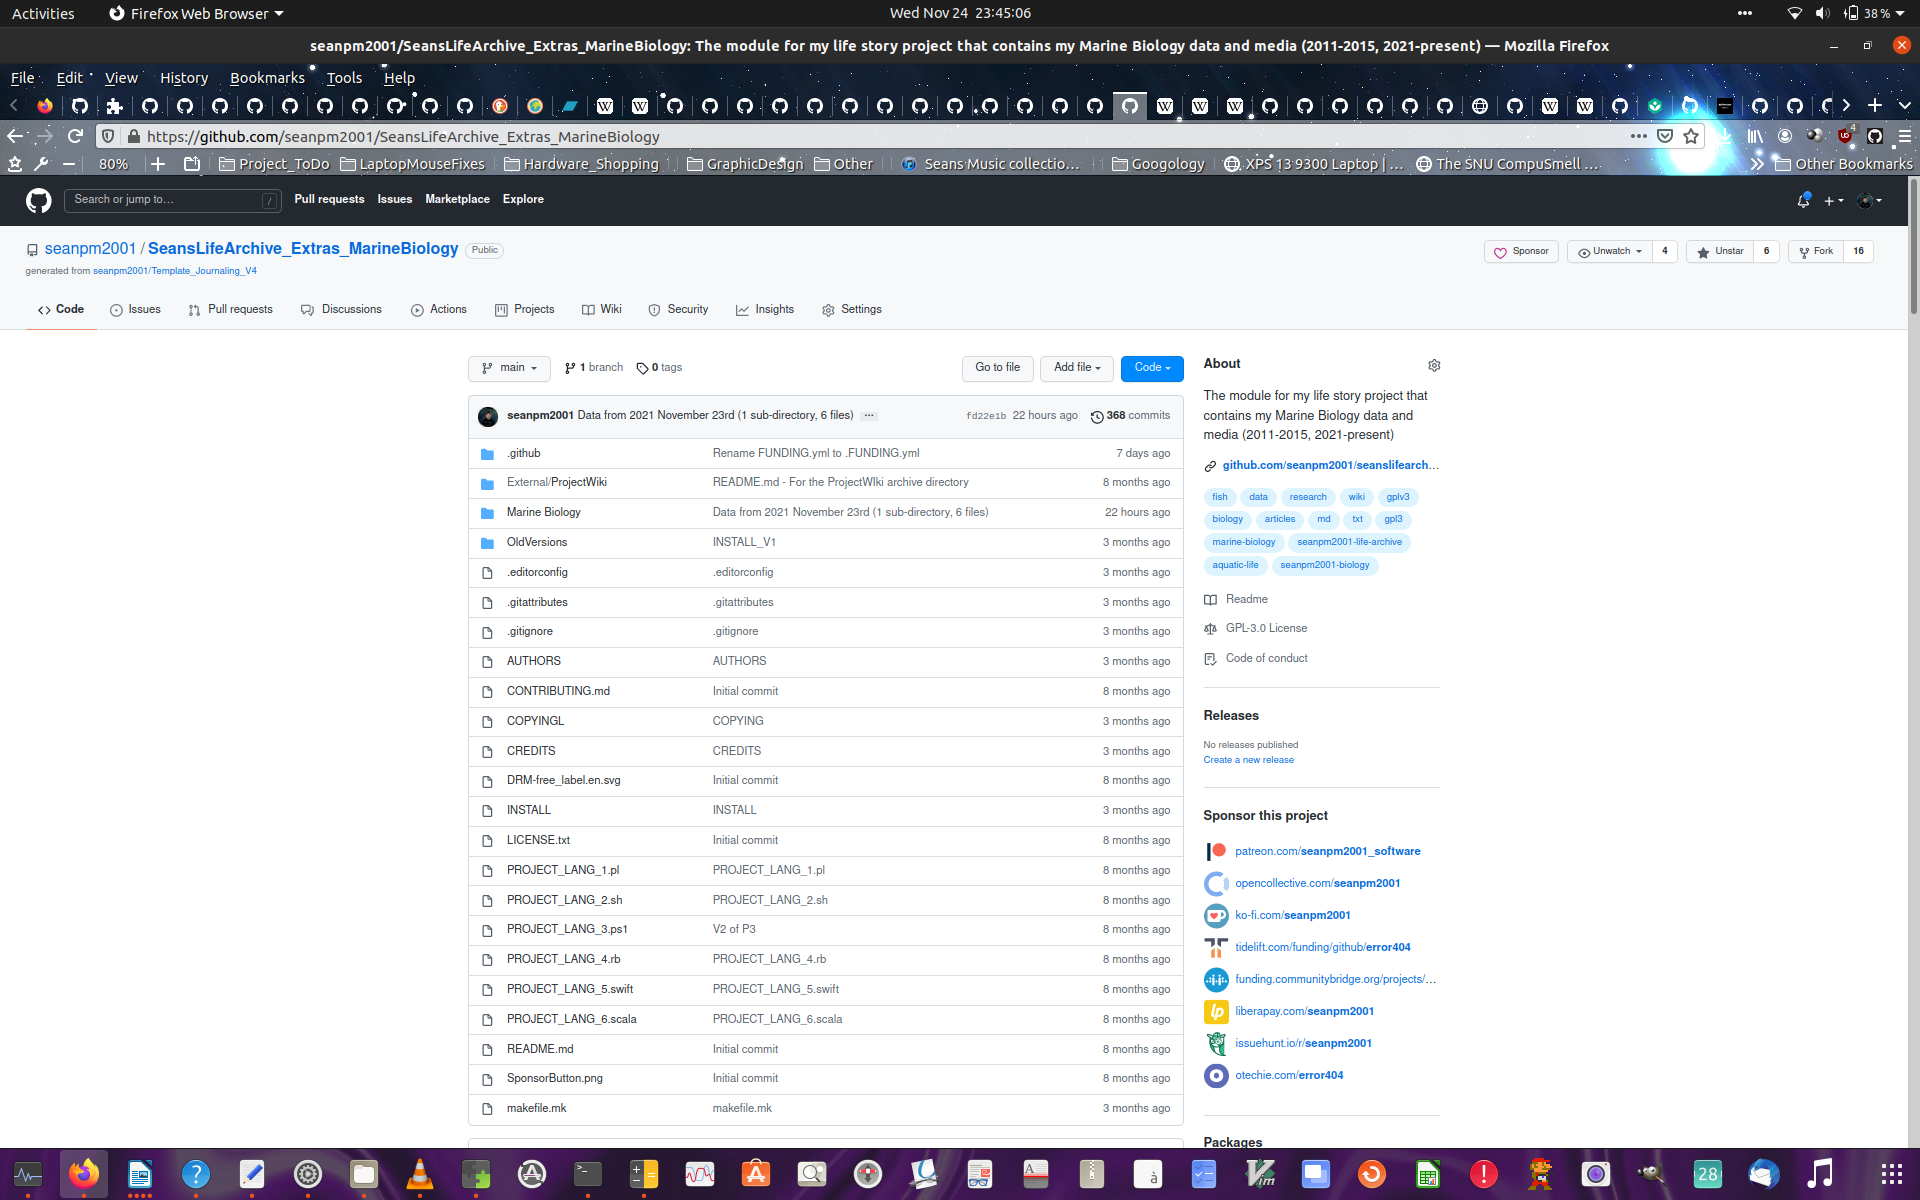 Activities Firefox Web Browser Wed Nov 24 23:45:06 38 %
seanpm2001/SeansLifeArchive_Extras_MarineBiology: The module for my life story project that contains my Marine Biology data and media (2011-2015, 2021-present) — Mozilla Firefox
File Edit View History Bookmarks Tools Help
https://github.com/seanpm2001/SeansLifeArchive_Extras_MarineBiology
80% Project_ToDo LaptopMouseFixes Hardware_Shopping GraphicDesign Other Seans Music collectio… Googology XPS 13 9300 Laptop | … The SNU CompuSmell … Other Bookmarks
Search or jump to… / Pull requests Issues Marketplace Explore
seanpm2001 / SeansLifeArchive_Extras_MarineBiology Public Sponsor Unwatch 4 Unstar 6 Fork 16
generated from seanpm2001/Template_Journaling_V4
Code Issues Pull requests Discussions Actions Projects Wiki Security Insights Settings
main 1 branch 0 tags Go to file Add file Code
seanpm2001 Data from 2021 November 23rd (1 sub-directory, 6 files) fd22e1b 22 hours ago 368 commits
.github Rename FUNDING.yml to .FUNDING.yml 7 days ago
External/ProjectWiki README.md - For the ProjectWIki archive directory 8 months ago
Marine Biology Data from 2021 November 23rd (1 sub-directory, 6 files) 22 hours ago
OldVersions INSTALL_V1 3 months ago
.editorconfig .editorconfig 3 months ago
.gitattributes .gitattributes 3 months ago
.gitignore .gitignore 3 months ago
AUTHORS AUTHORS 3 months ago
CONTRIBUTING.md Initial commit 8 months ago
COPYINGL COPYING 3 months ago
CREDITS CREDITS 3 months ago
DRM-free_label.en.svg Initial commit 8 months ago
INSTALL INSTALL 3 months ago
LICENSE.txt Initial commit 8 months ago
PROJECT_LANG_1.pl PROJECT_LANG_1.pl 8 months ago
PROJECT_LANG_2.sh PROJECT_LANG_2.sh 8 months ago
PROJECT_LANG_3.ps1 V2 of P3 8 months ago
PROJECT_LANG_4.rb PROJECT_LANG_4.rb 8 months ago
PROJECT_LANG_5.swift PROJECT_LANG_5.swift 8 months ago
PROJECT_LANG_6.scala PROJECT_LANG_6.scala 8 months ago
README.md Initial commit 8 months ago
SponsorButton.png Initial commit 8 months ago
makefile.mk makefile.mk 3 months ago
About
The module for my life story project that
contains my Marine Biology data and
media (2011-2015, 2021-present)
github.com/seanpm2001/seanslifearch…
fish data research wiki gplv3
biology articles md txt gpl3
marine-biology seanpm2001-life-archive
aquatic-life seanpm2001-biology
Readme
GPL-3.0 License
Code of conduct
Releases
No releases published
Create a new release
Sponsor this project
patreon.com/seanpm2001_software
opencollective.com/seanpm2001
ko-fi.com/seanpm2001
tidelift.com/funding/github/error404
funding.communitybridge.org/projects/…
liberapay.com/seanpm2001
issuehunt.io/r/seanpm2001
otechie.com/error404
Packages
28